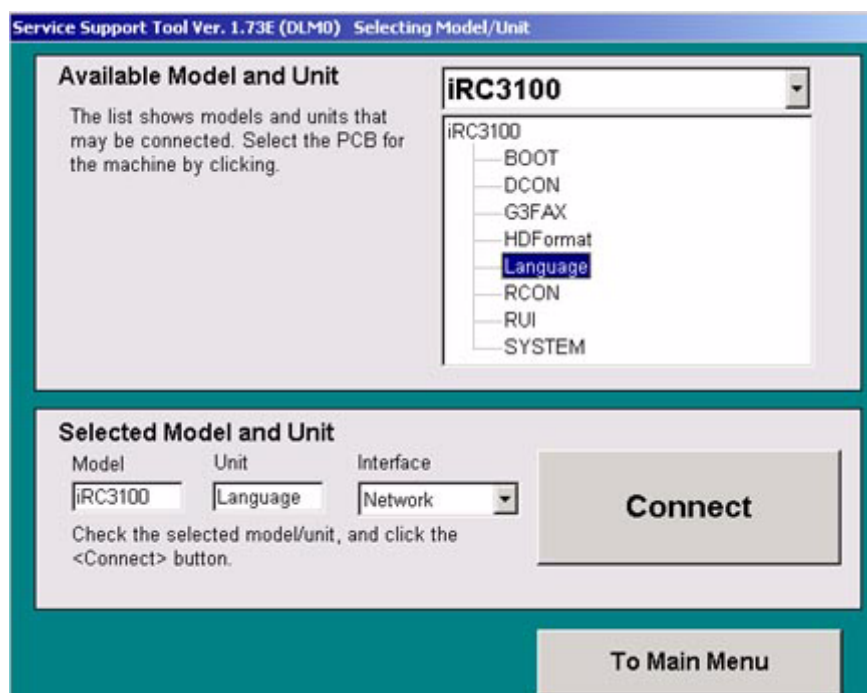 Service Support Tool Ver. 1.73E (DLM0) Selecting Model/Unit
Available Model and Unit
The list shows models and units that
may be connected. Select the PCB for
the machine by clicking.
iRC3100
iRC3100
BOOT
DCON
G3FAX
HDFormat
Language
RCON
RUI
SYSTEM
Selected Model and Unit
Model Unit Interface
iRC3100 Language Network
Check the selected model/unit, and click the
<Connect> button.
Connect
To Main Menu